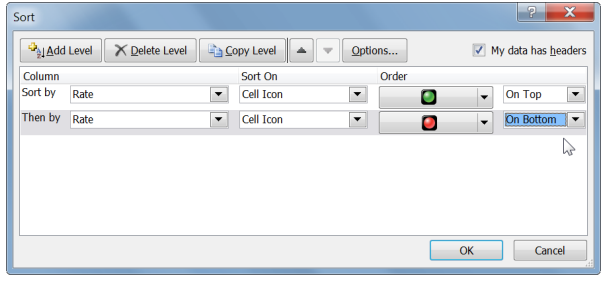 Sort
Add Level Delete Level Copy Level Options... My data has headers
Column Sort On Order
Sort by Rate Cell Icon On Top
Then by Rate Cell Icon On Bottom
OK Cancel